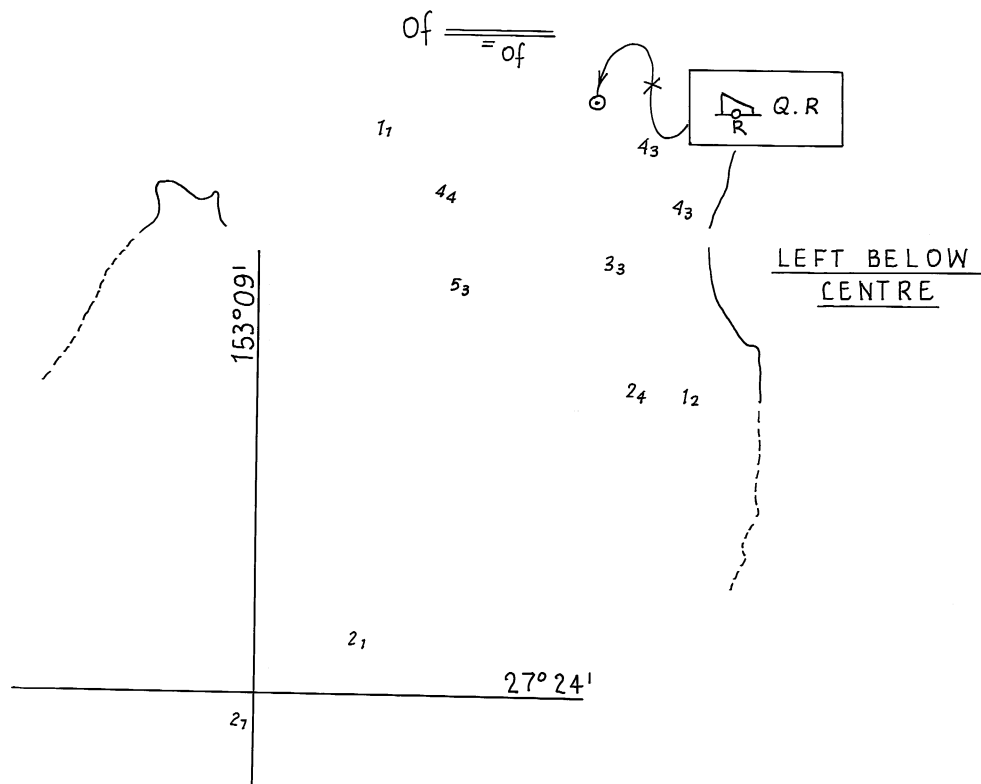 Of
= Of
Q.R
R
1₁
4₃
4₄
4₃
3₃
LEFT BELOW
CENTRE
5₃
153°09'
2₄ 1₂
2₁
27°24'
2₇